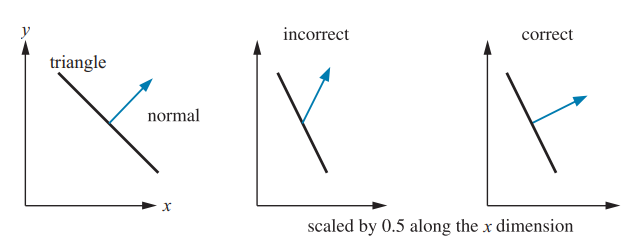 y
incorrect
correct
triangle
normal
x
scaled by 0.5 along the x dimension